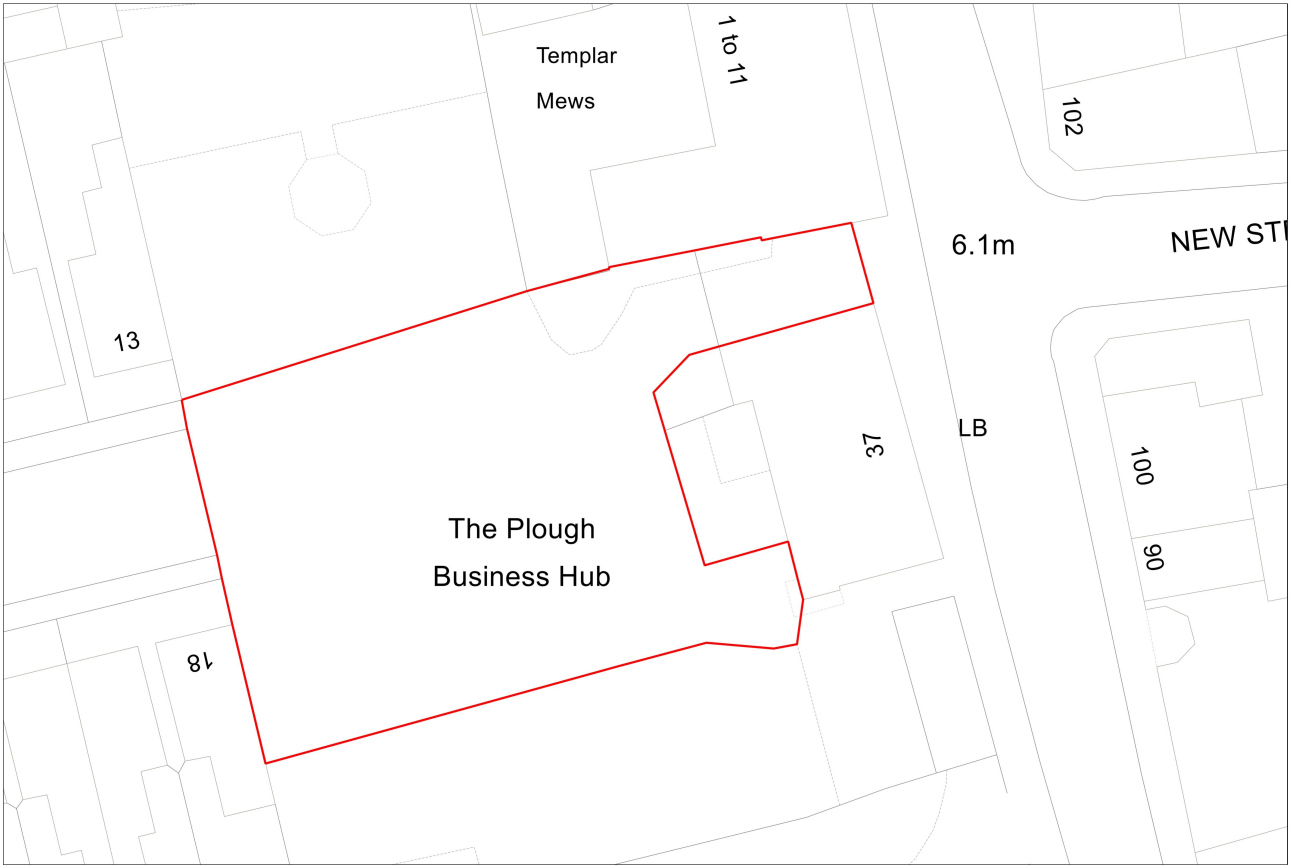 Templar
Mews
1 to 11
102
6.1m
NEW ST
13
37
LB
100
The Plough
Business Hub
90
18